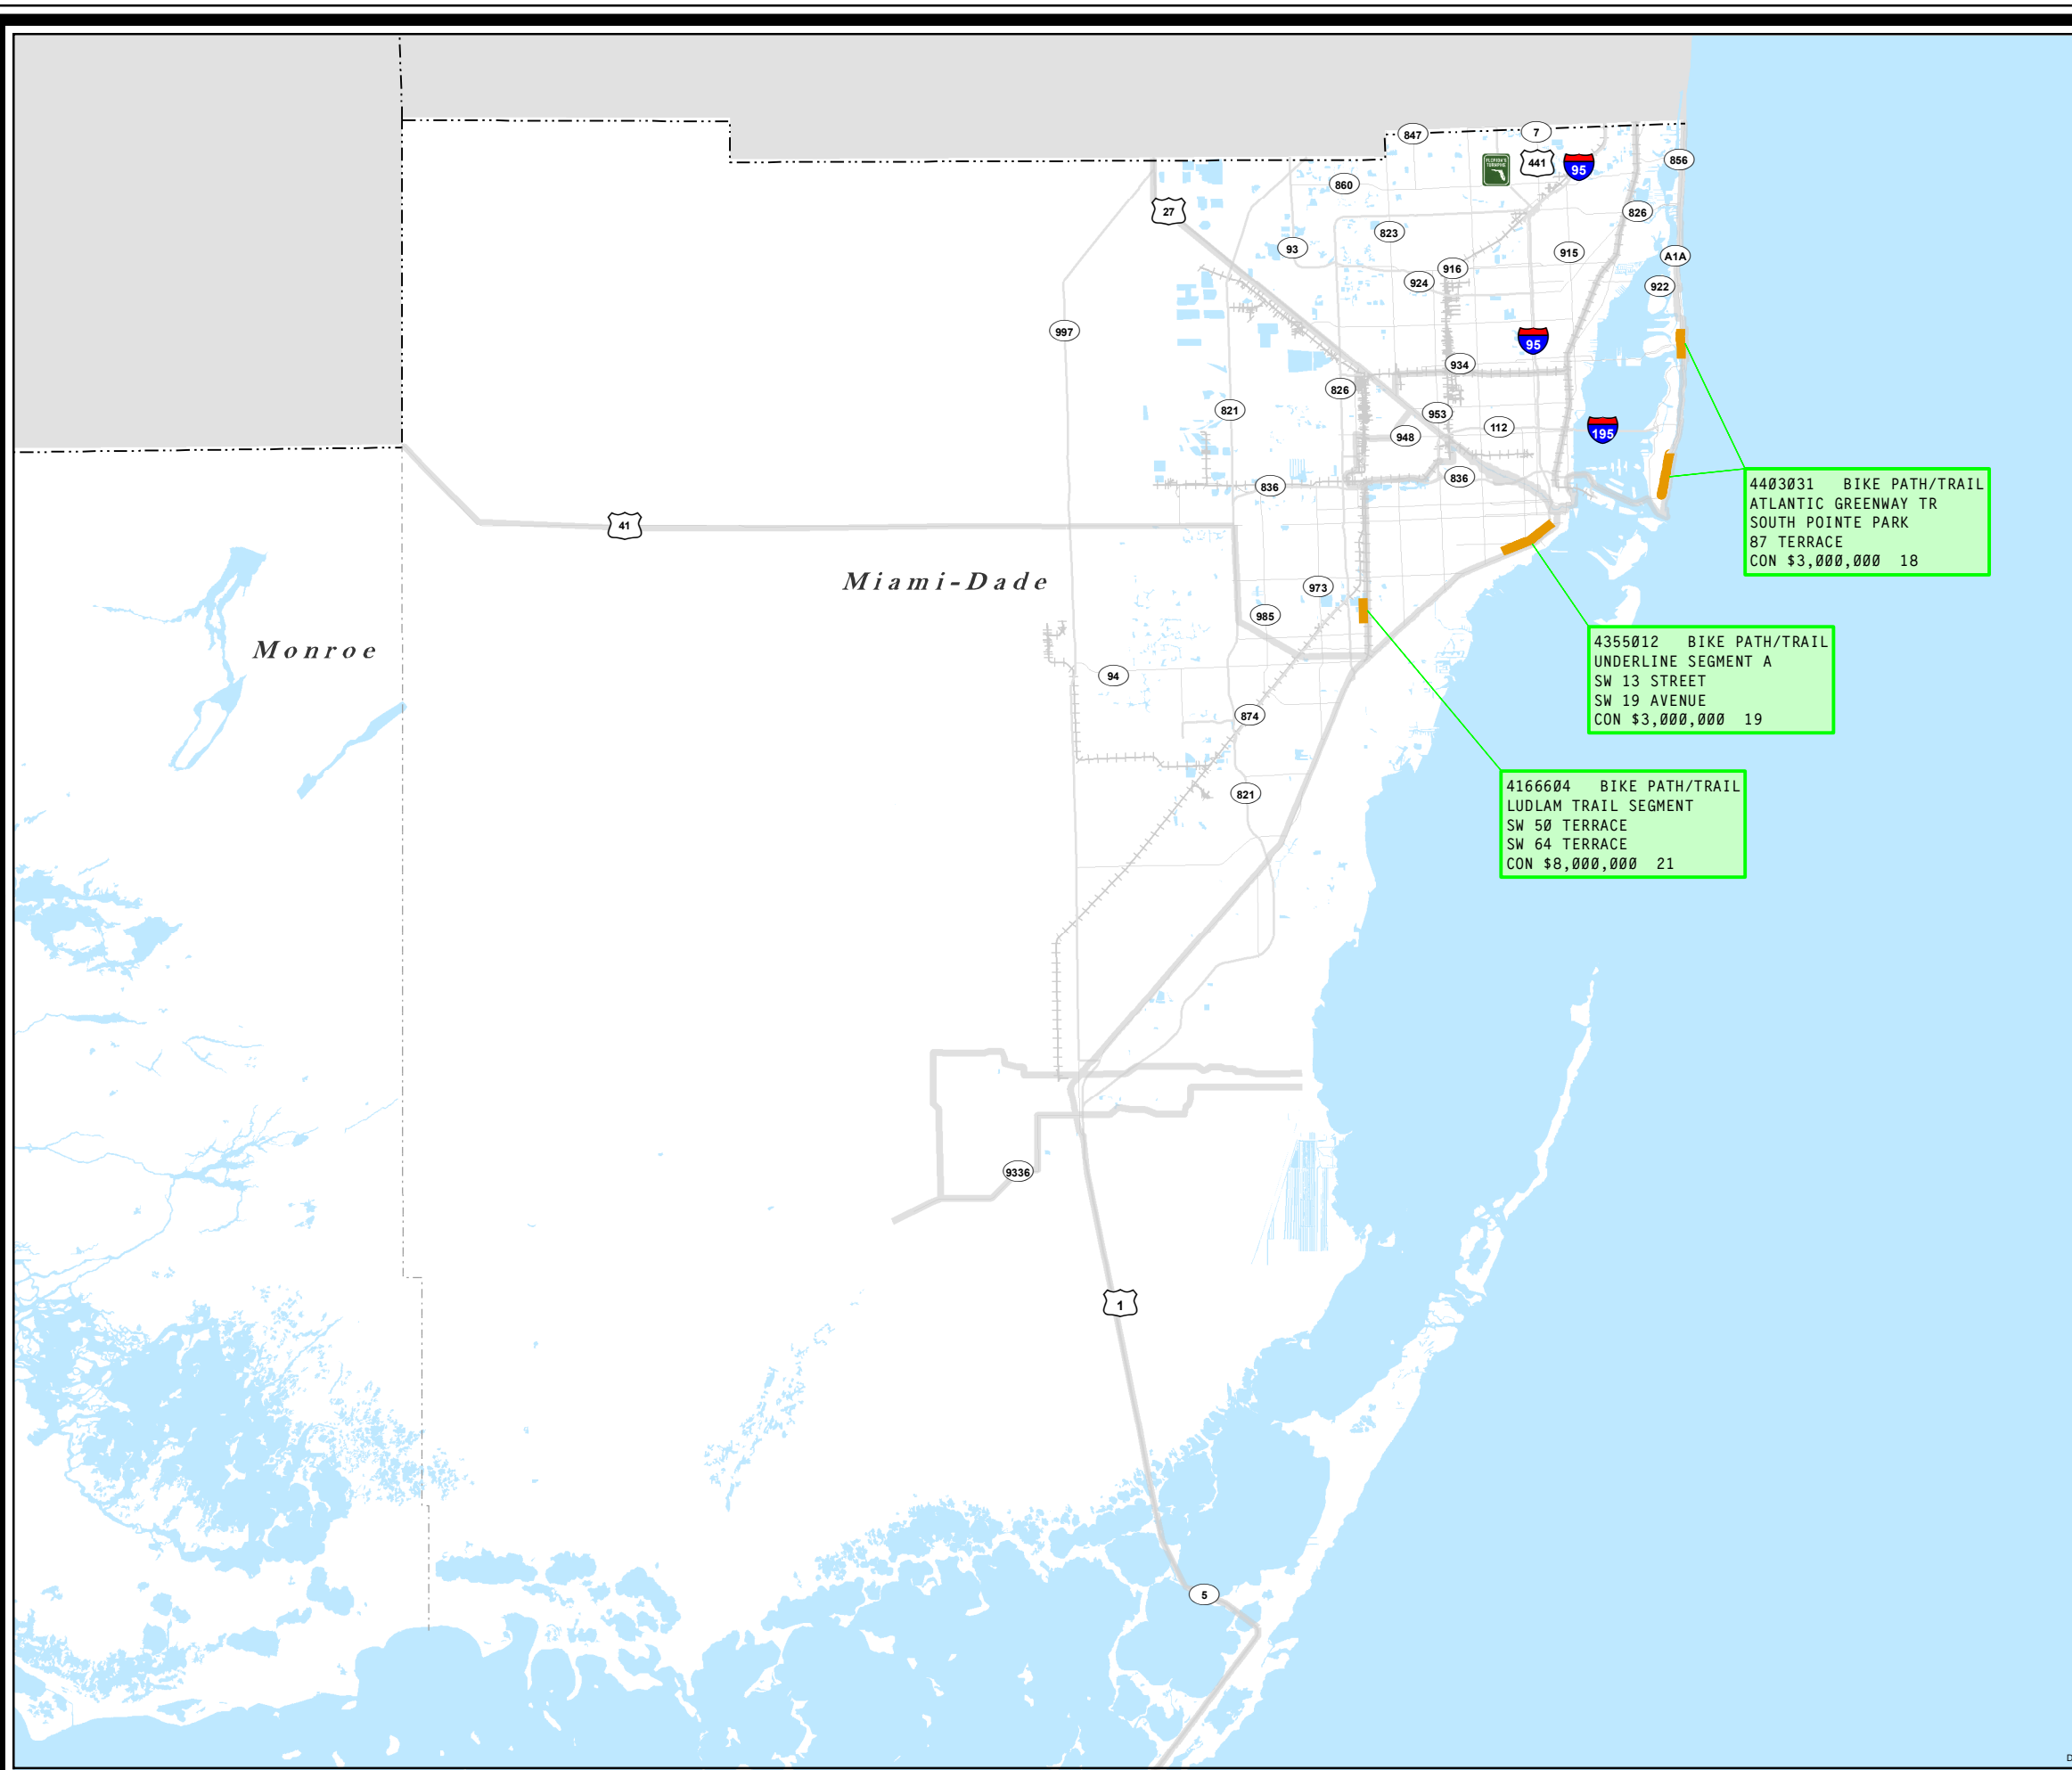 847
7
FLORIDA'S
TURNPIKE
441
95
856
860
27
826
823
93
915
916
A1A
924
922
997
95
934
826
821
953
112
195
948
836
836
4403031 BIKE PATH/TRAIL
ATLANTIC GREENWAY TR
SOUTH POINTE PARK
87 TERRACE
CON $3,000,000 18
41
Miami-Dade
973
985
Monroe
4355012 BIKE PATH/TRAIL
UNDERLINE SEGMENT A
SW 13 STREET
SW 19 AVENUE
CON $3,000,000 19
94
874
821
4166604 BIKE PATH/TRAIL
LUDLAM TRAIL SEGMENT
SW 50 TERRACE
SW 64 TERRACE
CON $8,000,000 21
9336
1
5
D